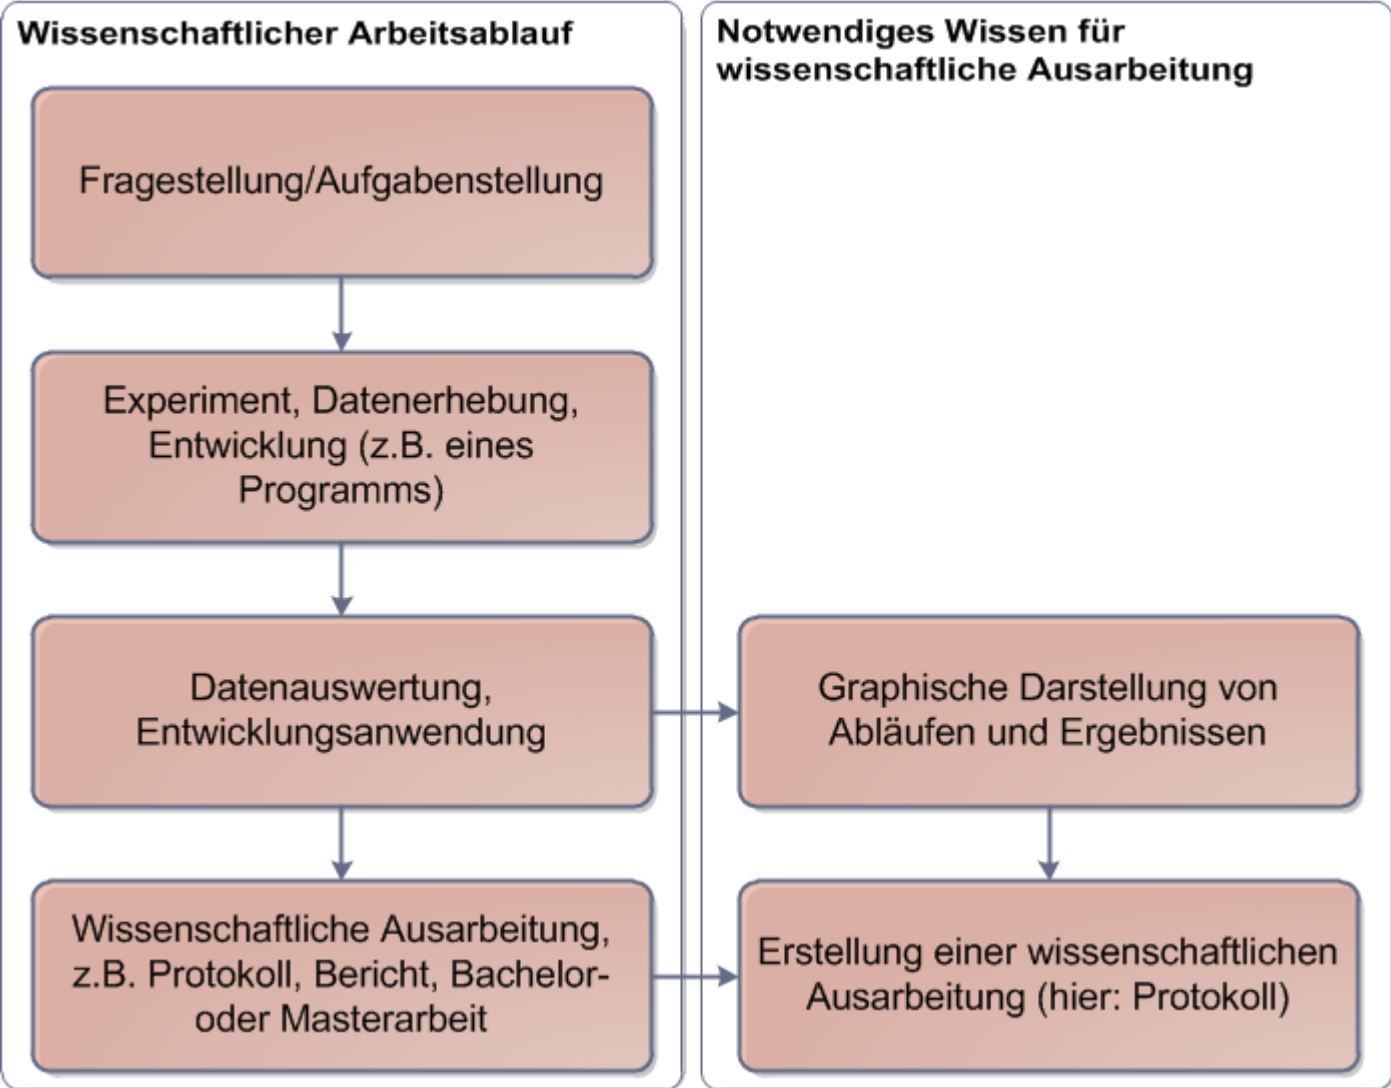 Wissenschaftlicher Arbeitsablauf
Fragestellung/Aufgabenstellung
Experiment, Datenerhebung,
Entwicklung (z.B. eines
Programms)
Datenauswertung,
Entwicklungsanwendung
Wissenschaftliche Ausarbeitung,
z.B. Protokoll, Bericht, Bachelor-
oder Masterarbeit
Notwendiges Wissen für
wissenschaftliche Ausarbeitung
Graphische Darstellung von
Abläufen und Ergebnissen
Erstellung einer wissenschaftlichen
Ausarbeitung (hier: Protokoll)